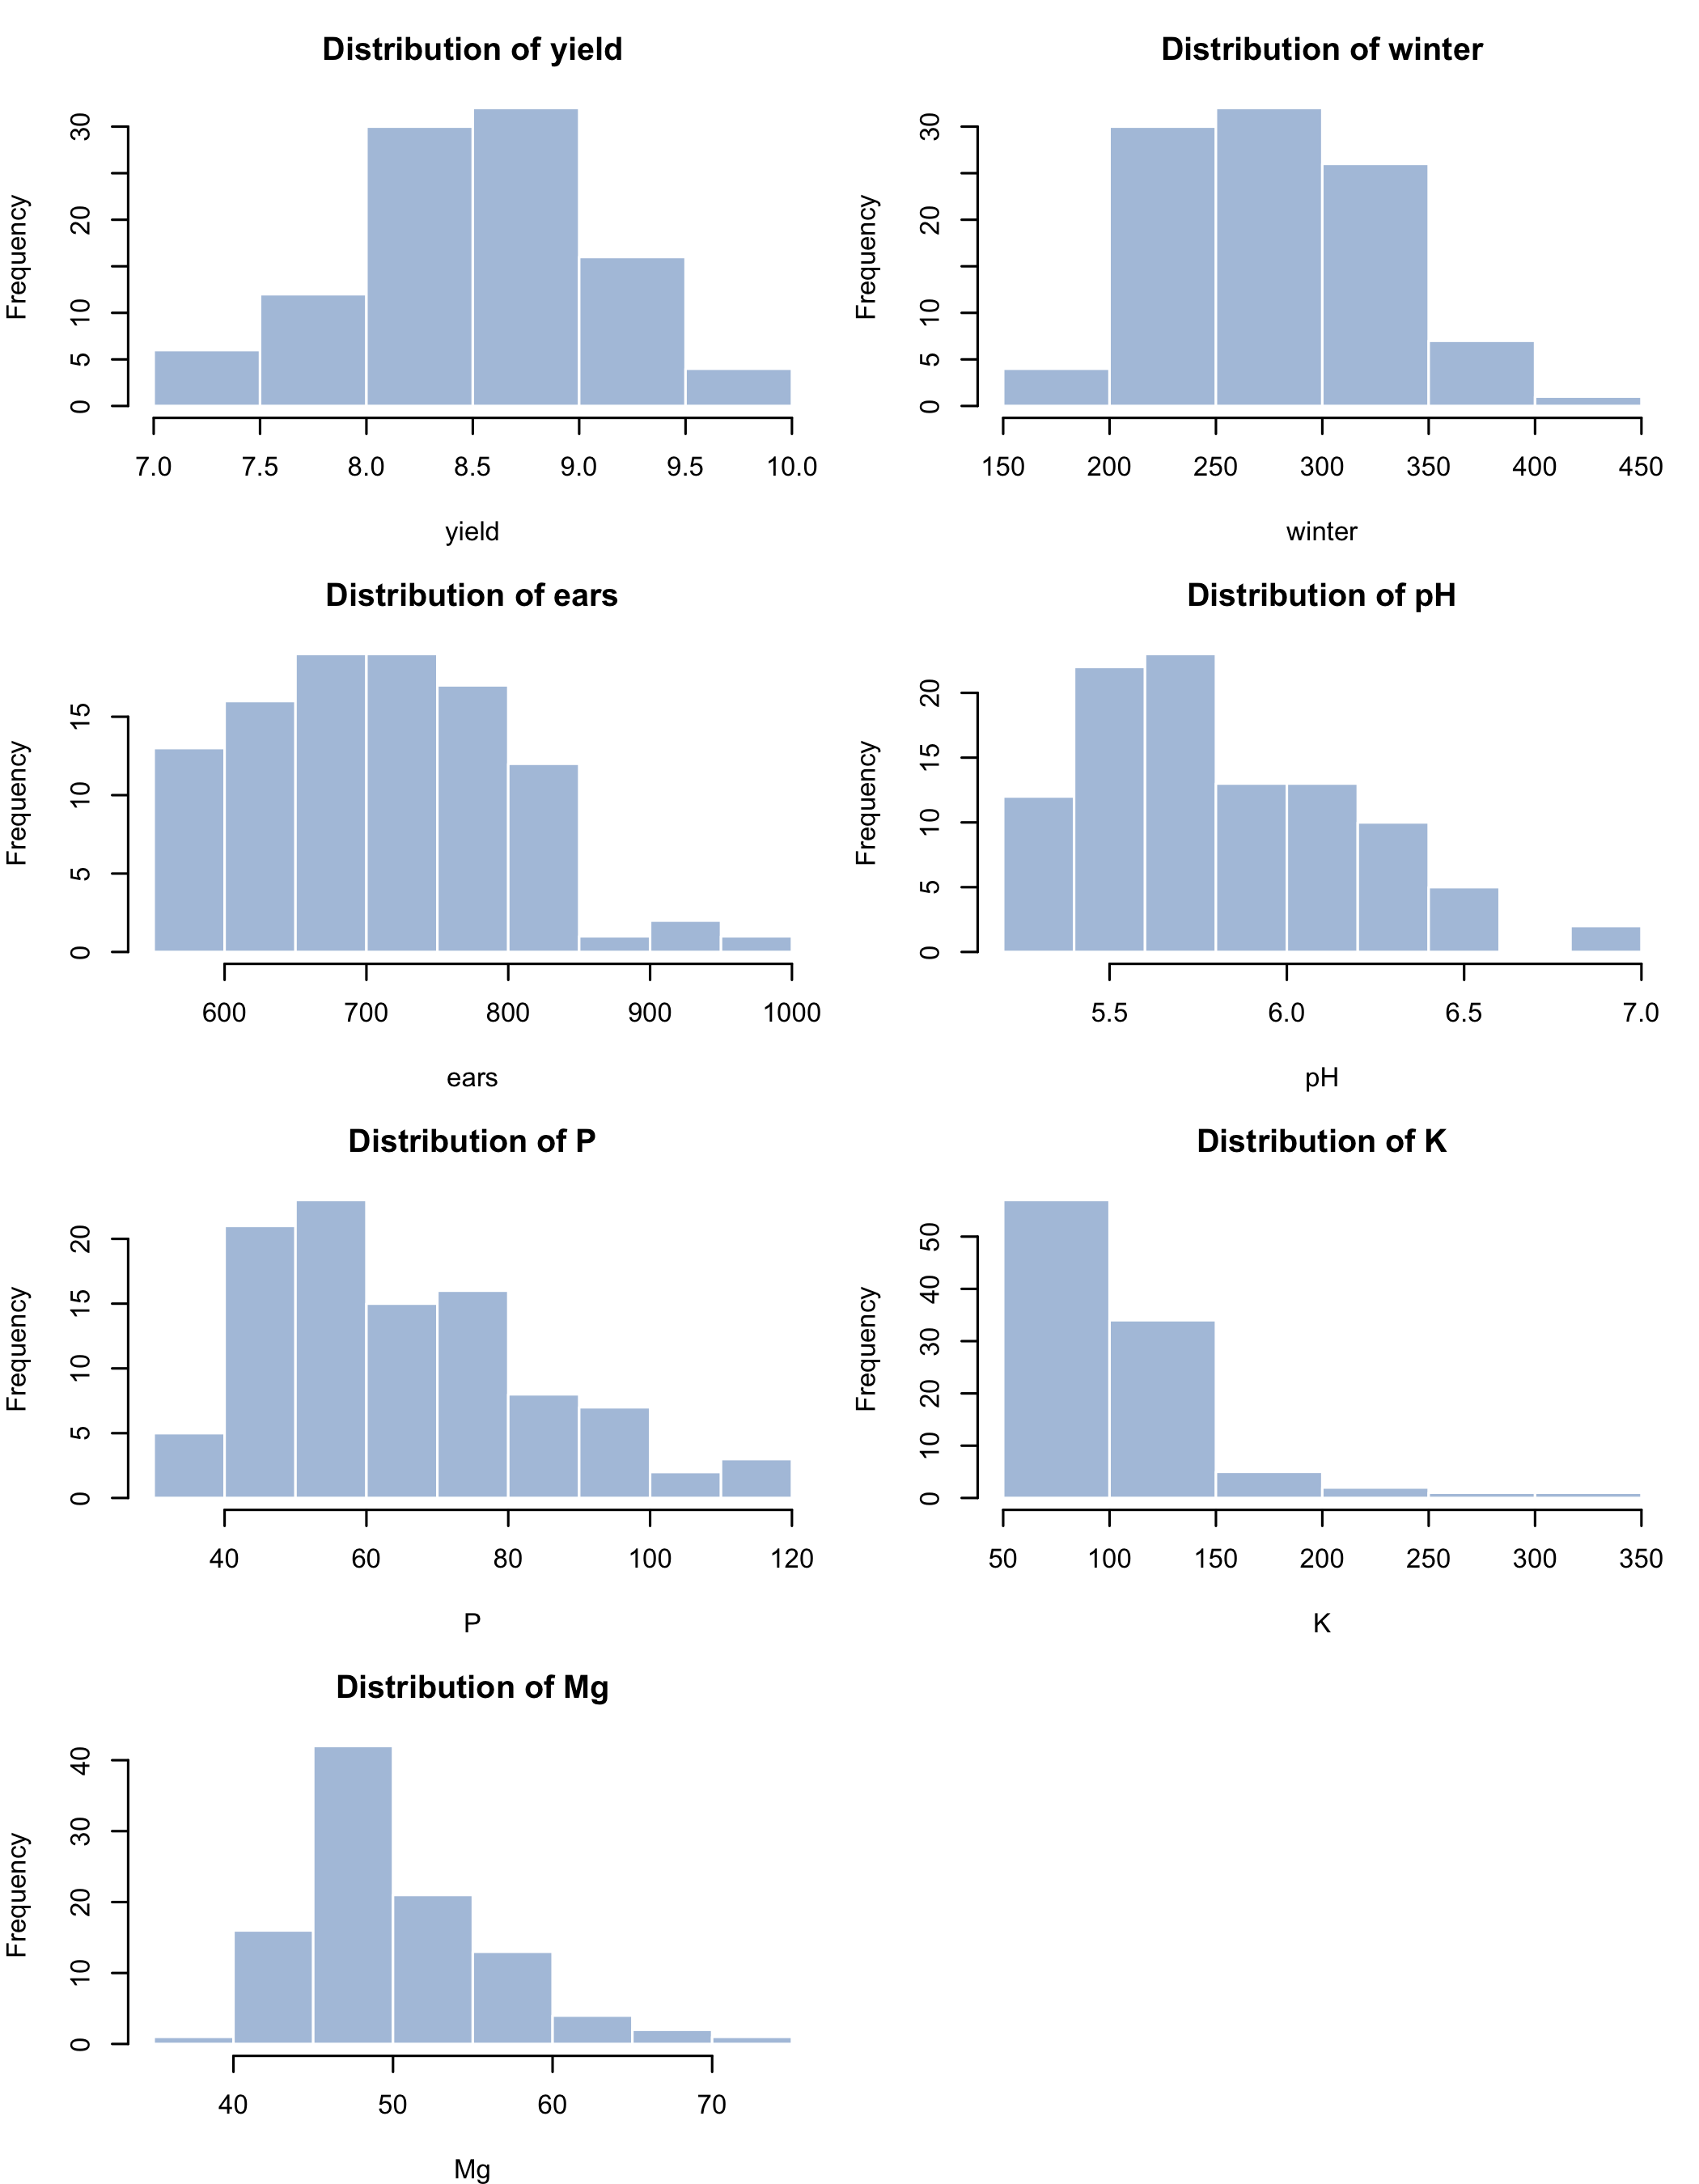 Distribution of yield
Frequency
0 5 10 20 30
7.0 7.5 8.0 8.5 9.0 9.5 10.0
yield
Distribution of winter
Frequency
0 5 10 20 30
150 200 250 300 350 400 450
winter
Distribution of ears
Frequency
0 5 10 15
600 700 800 900 1000
ears
Distribution of pH
Frequency
0 5 10 15 20
5.5 6.0 6.5 7.0
pH
Distribution of P
Frequency
0 5 10 15 20
40 60 80 100 120
P
Distribution of K
Frequency
0 10 20 30 40 50
50 100 150 200 250 300 350
K
Distribution of Mg
Frequency
0 10 20 30 40
40 50 60 70
Mg